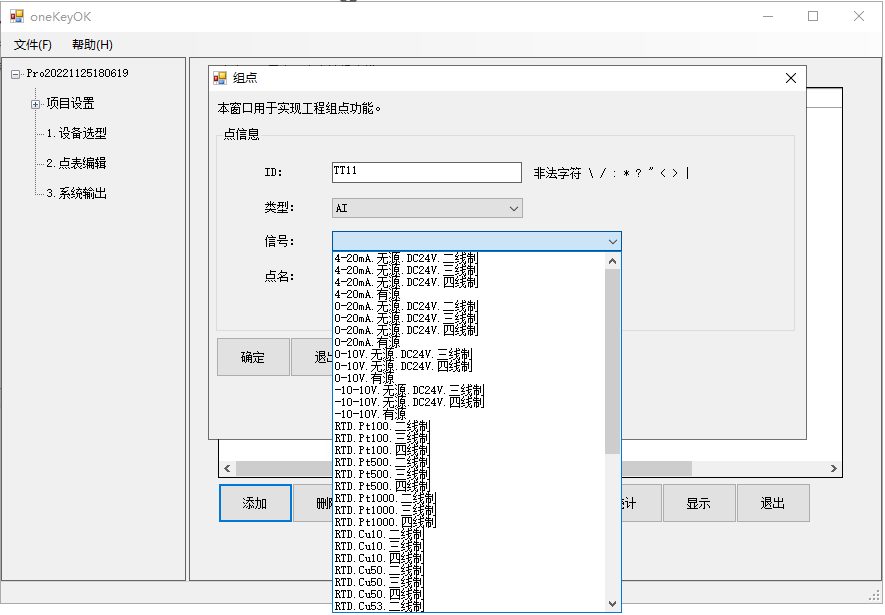 oneKeyOK
文件(F) 帮助(H)
Pro20221125180619
项目设置
1.设备选型
2.点表编辑
3.系统输出
组点
本窗口用于实现工程组点功能。
点信息
ID: TT11 非法字符 \ / : * ? " < > |
类型: AI
信号:
点名:
4-20mA.无源.DC24V.二线制
4-20mA.无源.DC24V.三线制
4-20mA.无源.DC24V.四线制
4-20mA.有源
0-20mA.无源.DC24V.二线制
0-20mA.无源.DC24V.三线制
0-20mA.无源.DC24V.四线制
0-20mA.有源
0-10V.无源.DC24V.三线制
0-10V.无源.DC24V.四线制
0-10V.有源
-10-10V.无源.DC24V.三线制
-10-10V.无源.DC24V.四线制
-10-10V.有源
RTD.Pt100.二线制
RTD.Pt100.三线制
RTD.Pt100.四线制
RTD.Pt500.二线制
RTD.Pt500.三线制
RTD.Pt500.四线制
RTD.Pt1000.二线制
RTD.Pt1000.三线制
RTD.Pt1000.四线制
RTD.Cu10.二线制
RTD.Cu10.三线制
RTD.Cu10.四线制
RTD.Cu50.二线制
RTD.Cu50.三线制
RTD.Cu50.四线制
RTD.Cu53.二线制
确定 退
添加 删 计 显示 退出